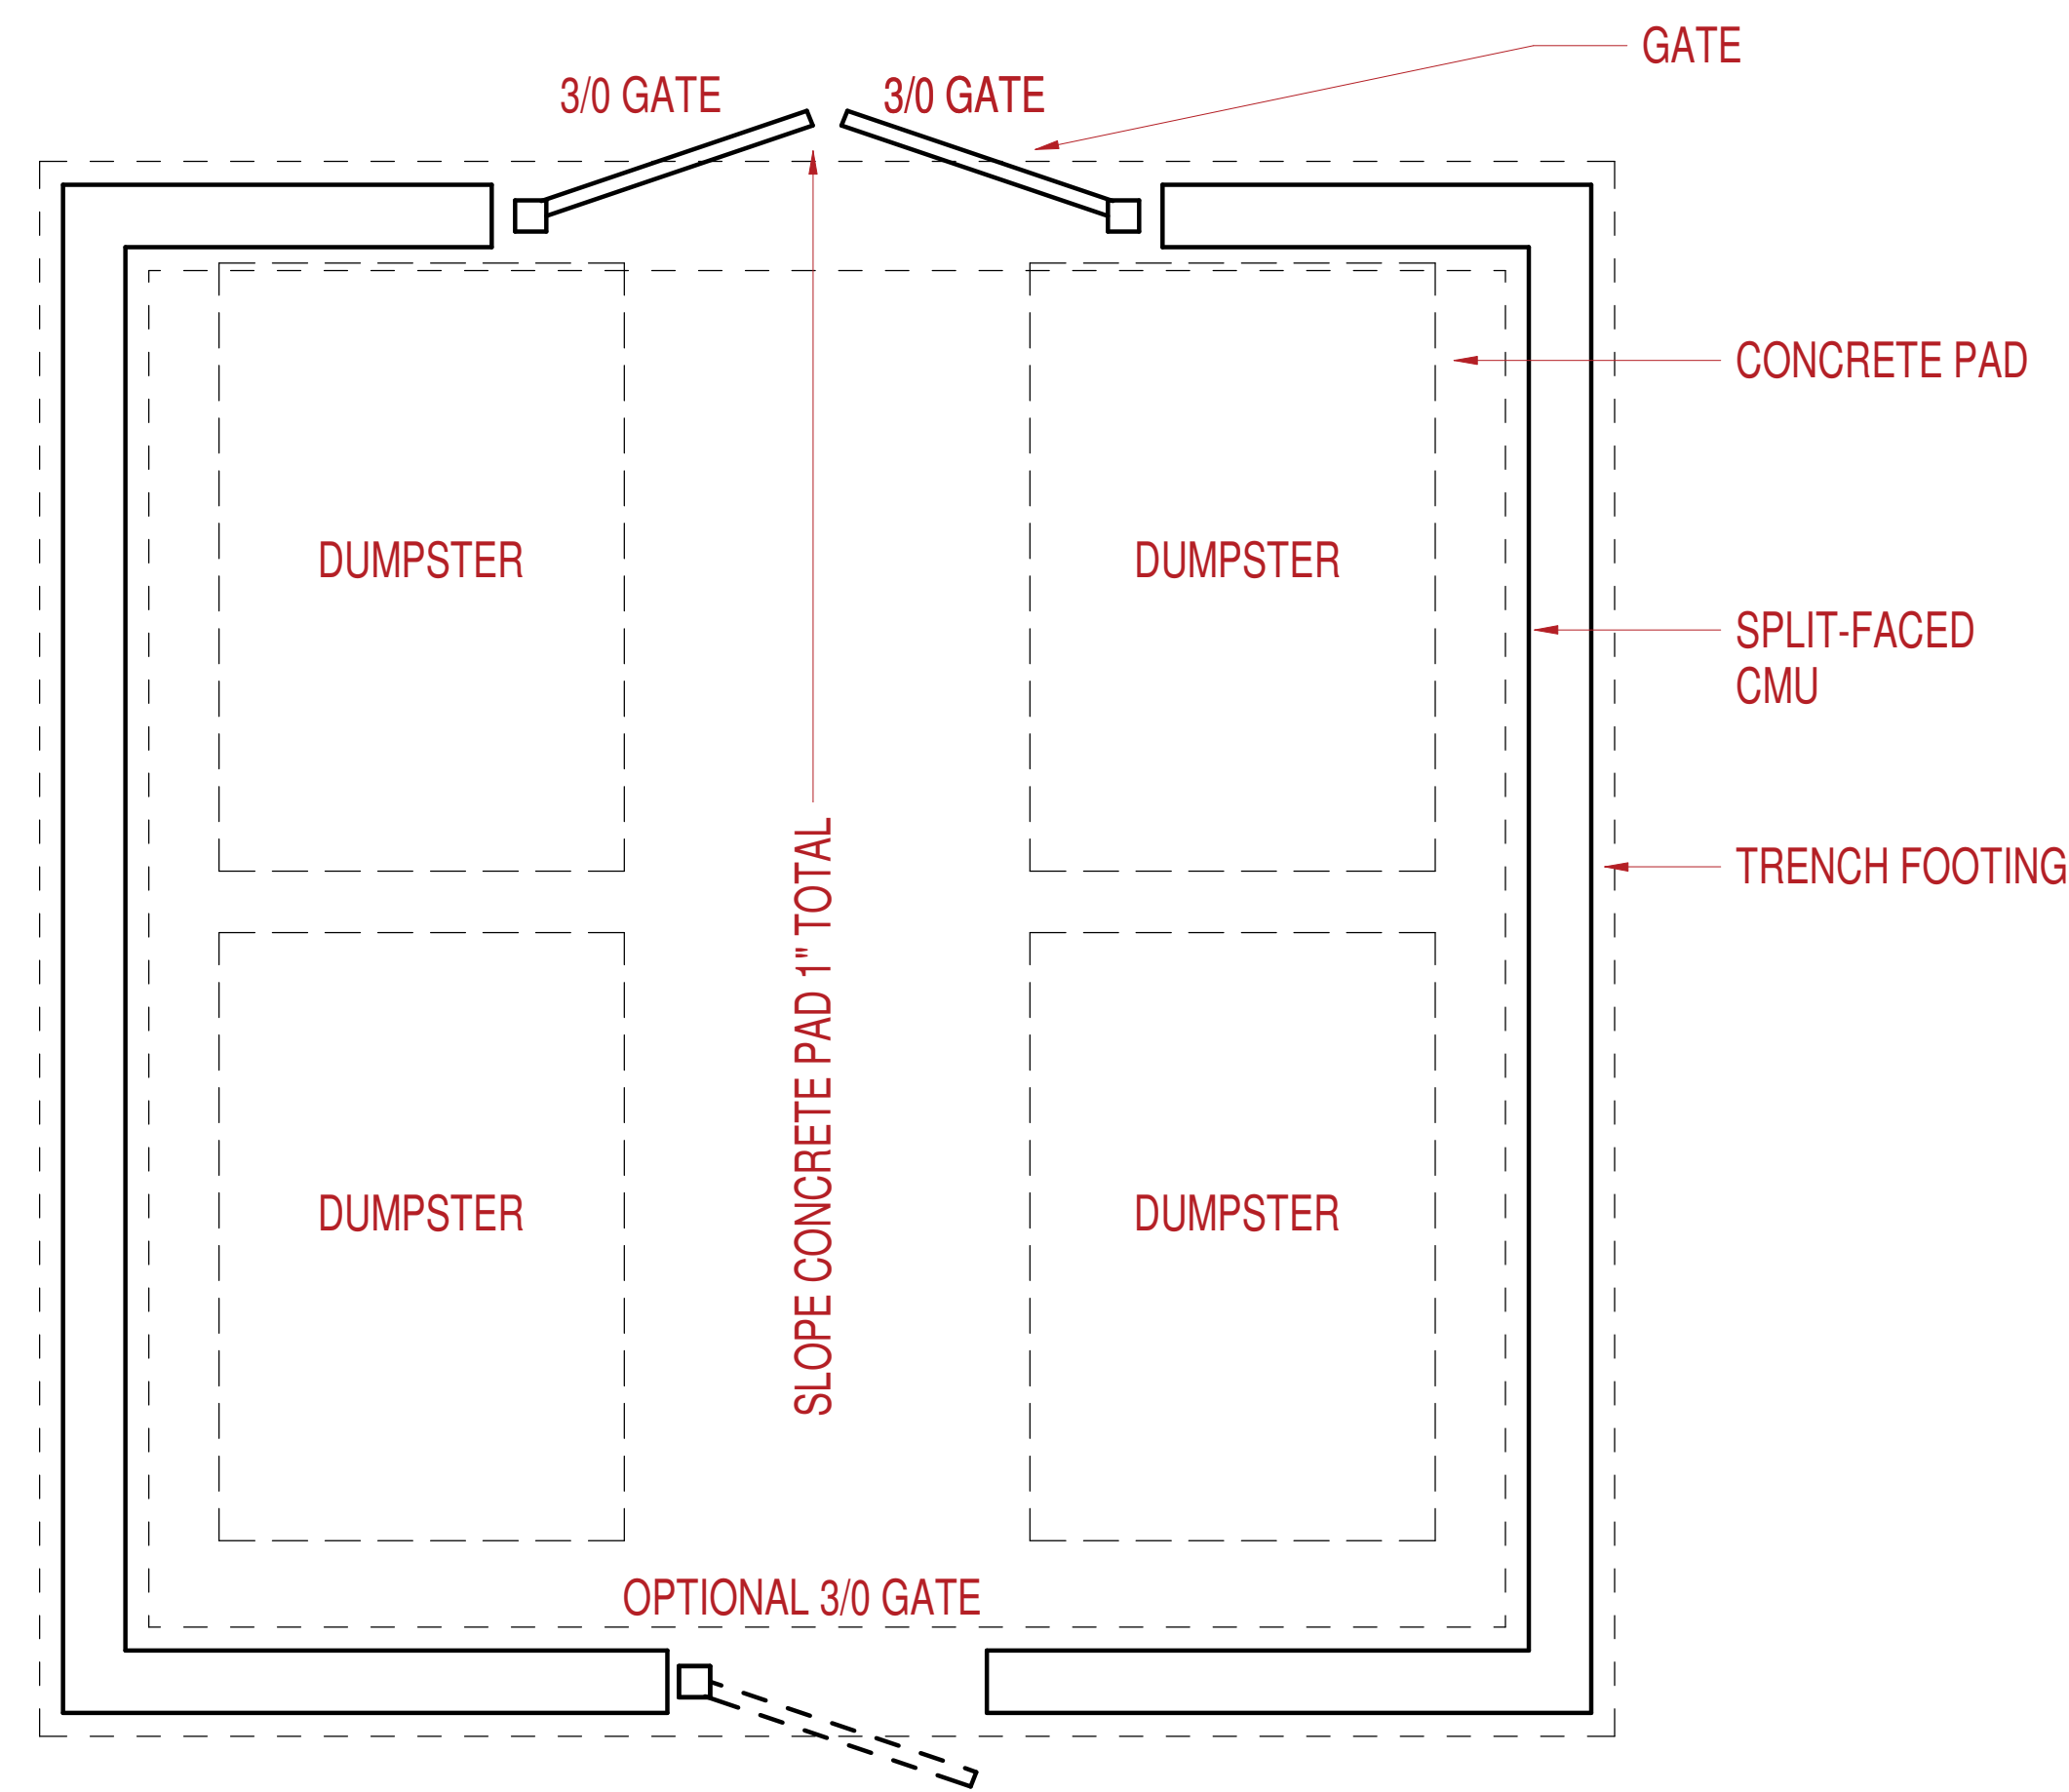 GATE
3/0 GATE
3/0 GATE
CONCRETE PAD
DUMPSTER
DUMPSTER
SPLIT-FACED
CMU
TRENCH FOOTING
SLOPE CONCRETE PAD 1" TOTAL
DUMPSTER
DUMPSTER
OPTIONAL 3/0 GATE